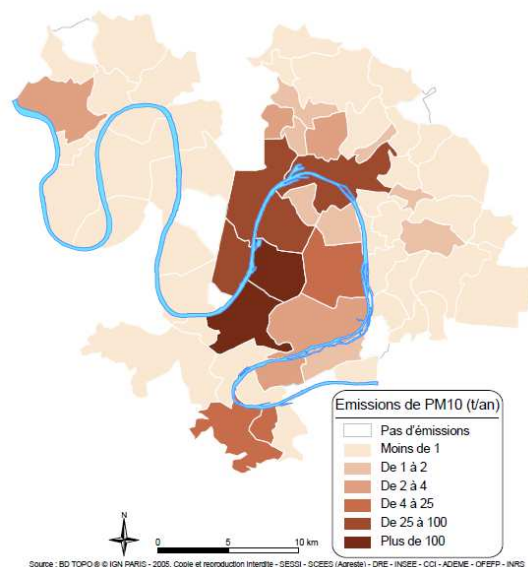 Emissions de PM10 (t/an)
Pas d'émissions
Moins de 1
De 1 à 2
De 2 à 4
De 4 à 25
De 25 à 100
Plus de 100
N
0 5 10 km
Source : BD TOPO ® © IGN PARIS - 2005. Copie et reproduction interdite - SESSI - SCEES (Agreste) - DRE - INSEE - CCI - ADEME - OFEFP - INRS